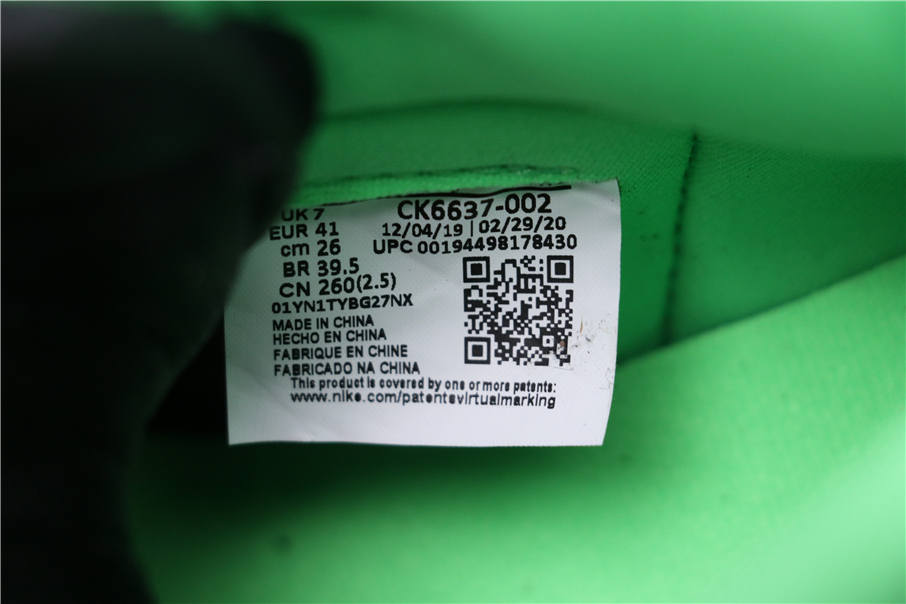 UK 7
EUR 41
cm 26
BR 39.5
CN 260(2.5)
01YN1TYBG27NX
MADE IN CHINA
HECHO EN CHINA
FABRIQUE EN CHINE
FABRICADO NA CHINA
CK6637-002
12/04/19 | 02/29/20
UPC 00194498178430
This product is covered by one or more patents:
www.nike.com/patentsvirtualmarking